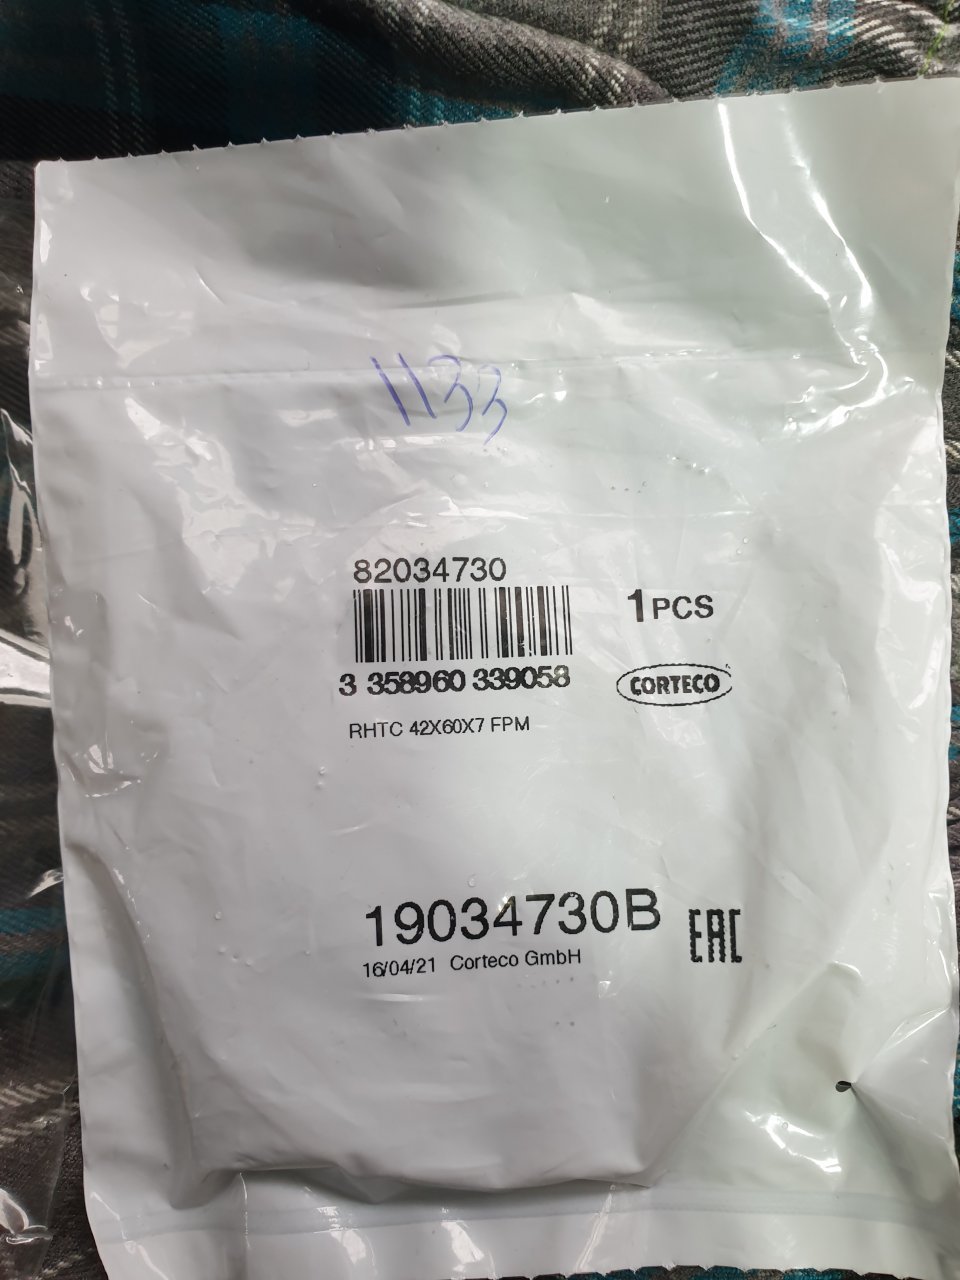 1133
82034730
1PCS
3 358960 339058
CORTECO
RHTC 42X60X7 FPM
19034730B
EAC
16/04/21 Corteco GmbH